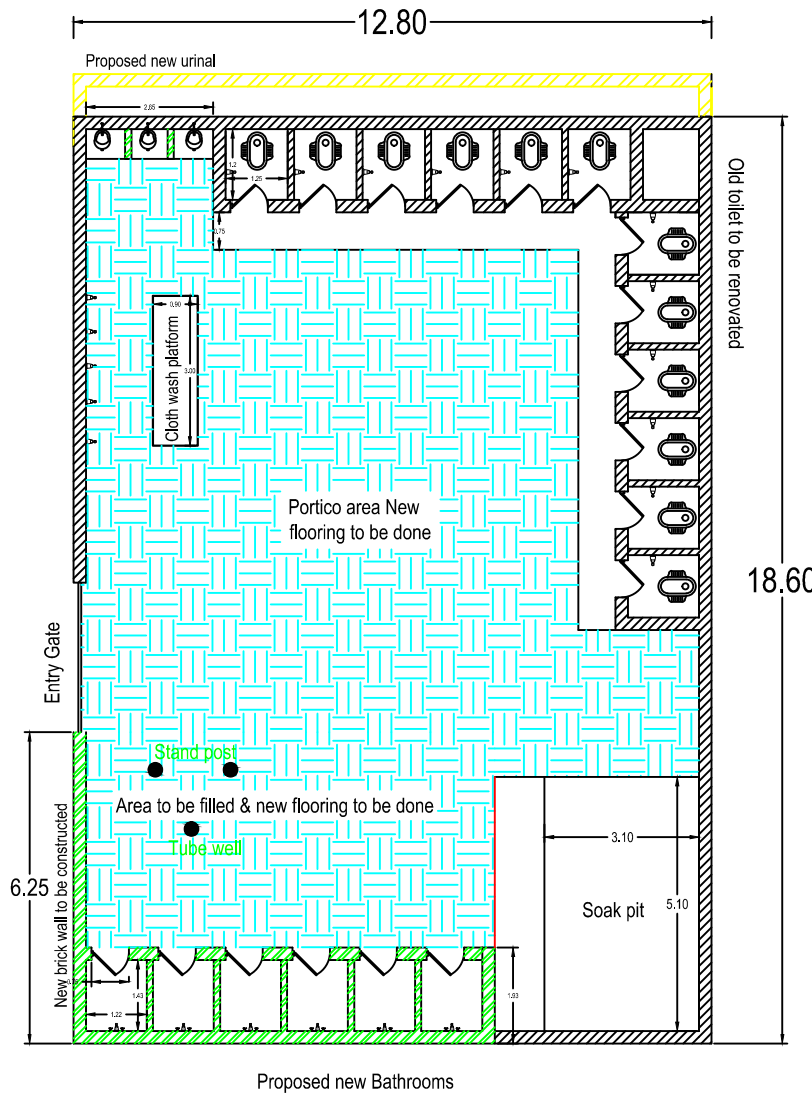 12.80
Proposed new urinal
2.65
1.2
1.25
0.75
Old toilet to be renovated
0.90
3.00
Cloth wash platform
Portico area New
flooring to be done
18.60
Entry Gate
Stand post
Area to be filled & new flooring to be done
Tube well
New brick wall to be constructed
6.25
3.10
5.10
Soak pit
1.43
1.22
1.93
Proposed new Bathrooms